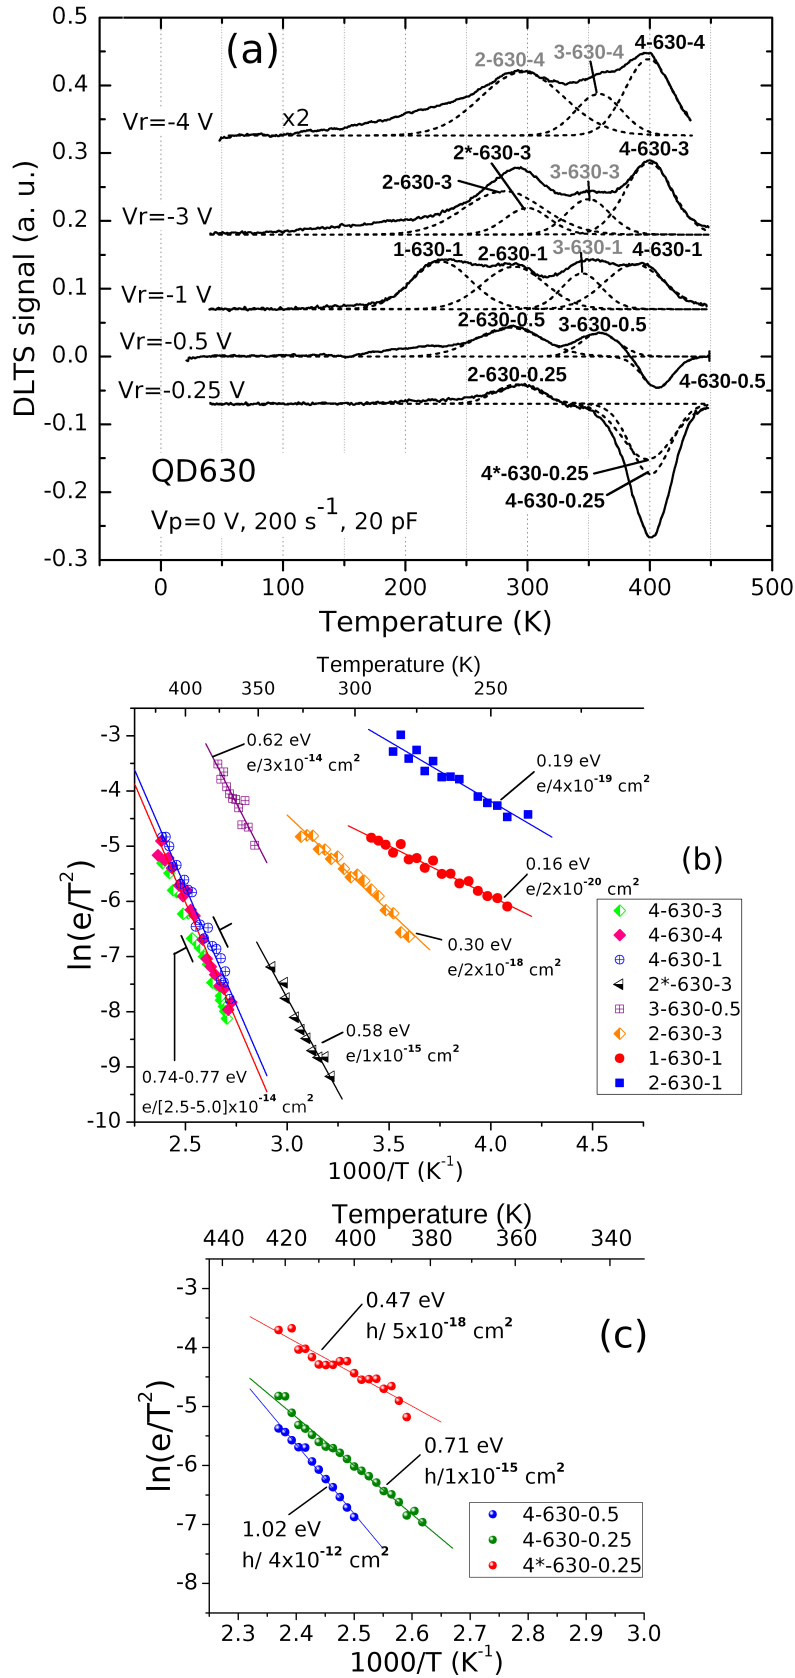 (a)
0.5
0.4
0.3
0.2
0.1
0.0
-0.1
-0.2
-0.3
DLTS signal (a. u.)
2-630-4
3-630-4
4-630-4
x2
Vr=-4 V
2*-630-3
4-630-3
2-630-3
3-630-3
Vr=-3 V
1-630-1
2-630-1
3-630-1
4-630-1
Vr=-1 V
2-630-0.5
3-630-0.5
Vr=-0.5 V
4-630-0.5
2-630-0.25
Vr=-0.25 V
4*-630-0.25
4-630-0.25
QD630
Vp=0 V, 200 s-1, 20 pF
0 100 200 300 400 500
Temperature (K)
Temperature (K)
400 350 300 240
-3
-4
-5
-6
-7
-8
-9
-10
ln(e/T2)
0.62 eV
e/3x10-14 cm2
0.19 eV
e/4x10-19 cm2
(b)
0.16 eV
e/2x10-20 cm2
0.30 eV
e/2x10-18 cm2
0.58 eV
e/1x10-15 cm2
0.74-0.77 eV
e/[2.5-5.0]x10-14 cm2
4-630-3
4-630-4
4-630-1
2*-630-3
3-630-0.5
2-630-3
1-630-1
2-630-1
2.5 3.0 3.5 4.0 4.5
1000/T (K-1)
Temperature (K)
440 420 400 380 360 340
-3
-4
-5
-6
-7
-8
ln(e/T2)
0.47 eV
h/ 5x10-18 cm2
(c)
0.71 eV
h/1x10-15 cm2
1.02 eV
h/ 4x10-12 cm2
4-630-0.5
4-630-0.25
4*-630-0.25
2.3 2.4 2.5 2.6 2.7 2.8 2.9 3.0
1000/T (K-1)